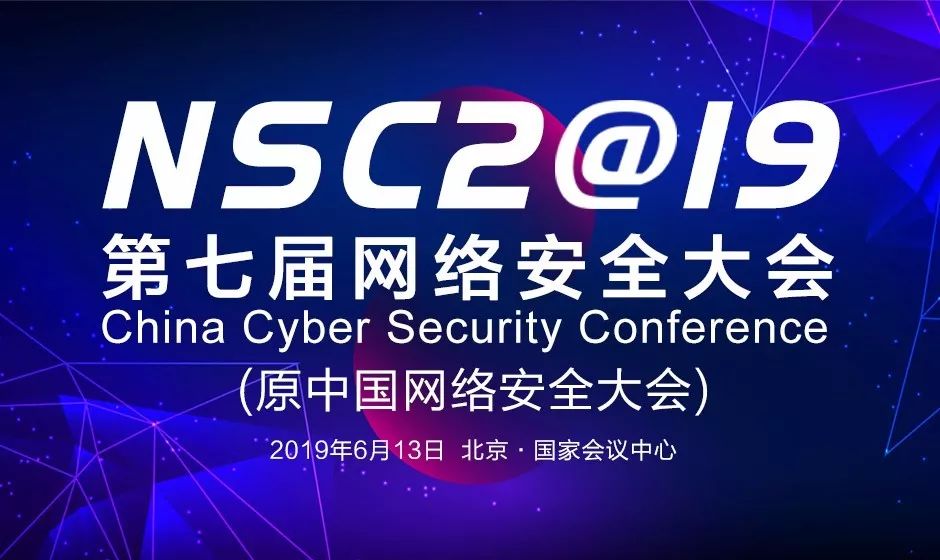 NSC2@19
第七届网络安全大会
China Cyber Security Conference
(原中国网络安全大会)
2019年6月13日 北京·国家会议中心